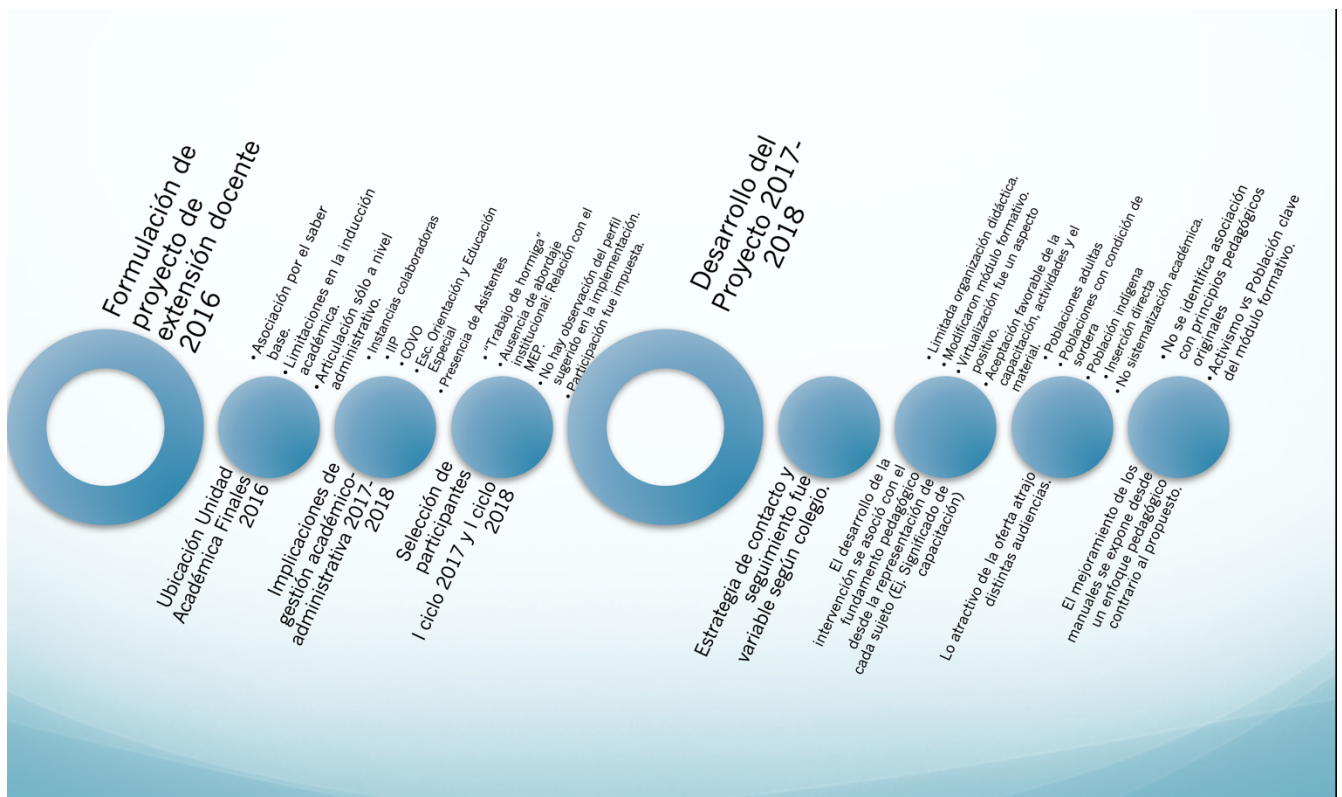 Formulación de
proyecto de
extensión docente
2016
Ubicación Unidad
Académica Finales
2016
• Asociación por el saber
base.
• Limitaciones en la inducción
académica.
• Articulación sólo a nivel
administrativo.
Implicaciones de
gestión académico-
administrativa 2017-
2018
• Instancias colaboradoras
• IIP
• COVO
• Esc. Orientación y Educación
Especial
• Presencia de Asistentes
Selección de
participantes
I ciclo 2017 y I ciclo
2018
• “Trabajo de hormiga”
• Ausencia de abordaje
institucional: Relación con el
MEP.
• No hay observación del perfil
sugerido en la implementación.
• Participación fue impuesta.
Desarrollo del
Proyecto 2017-
2018
Estrategia de contacto y
seguimiento fue
variable según colegio.
El desarrollo de la
intervención se asoció con el
fundamento pedagógico
desde la representación de
cada sujeto (Ej. Significado de
capacitación)
• Limitada organización didáctica.
• Modificaron módulo formativo.
• Virtualización fue un aspecto
positivo.
• Aceptación favorable de la
capacitación, actividades y el
material
Lo atractivo de la oferta atrajo
distintas audiencias.
• Poblaciones adultas
• Poblaciones con condición de
sordera
• Población indígena
• Inserción directa
• No sistematización académica.
El mejoramiento de los
manuales se expone desde
un enfoque pedagógico
contrario al propuesto.
• No se identifica asociación
con principios pedagógicos
originales
• Activismo vs Población clave
del módulo formativo.